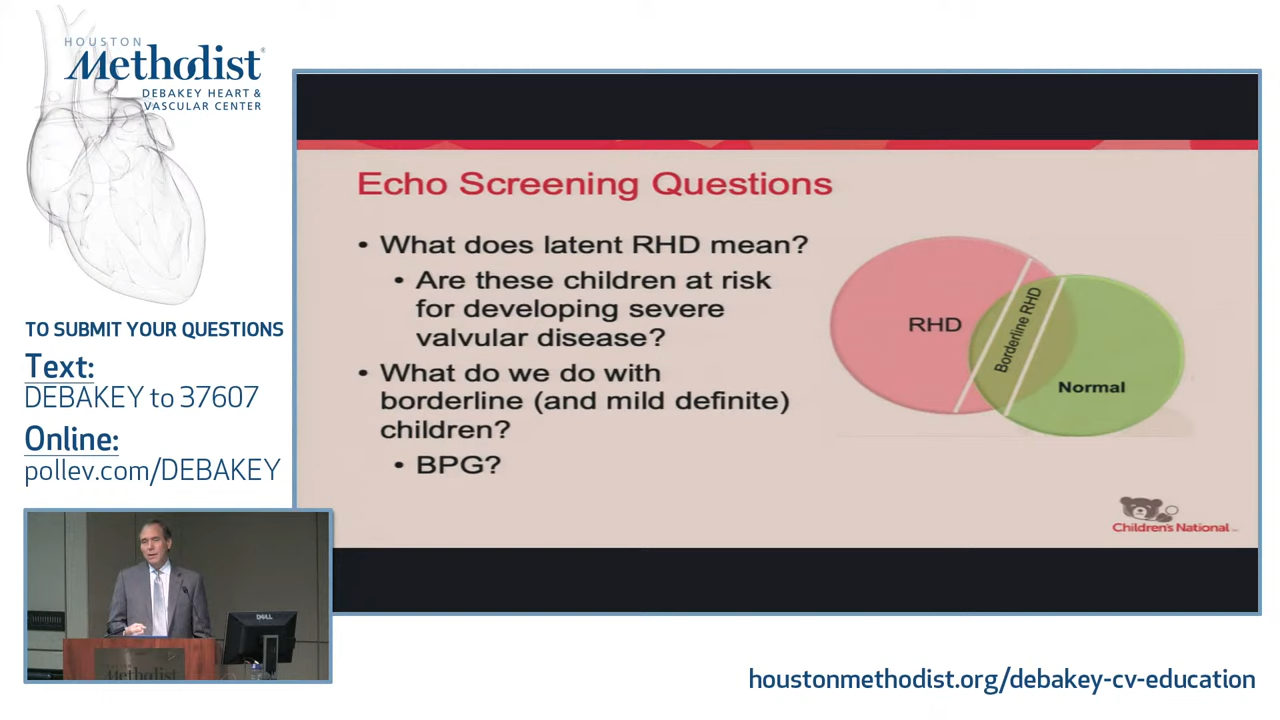 HOUSTON
Methodist
DEBAKEY HEART &
VASCULAR CENTER
TO SUBMIT YOUR QUESTIONS
Text:
DEBAKEY to 37607
Online:
pollev.com/DEBAKEY
Echo Screening Questions
• What does latent RHD mean?
• Are these children at risk
for developing severe
valvular disease?
• What do we do with
borderline (and mild definite)
children?
• BPG?
RHD
Borderline RHD
Normal
Children's National
DELL
HOUSTON
Methodist
houstonmethodist.org/debakey-cv-education